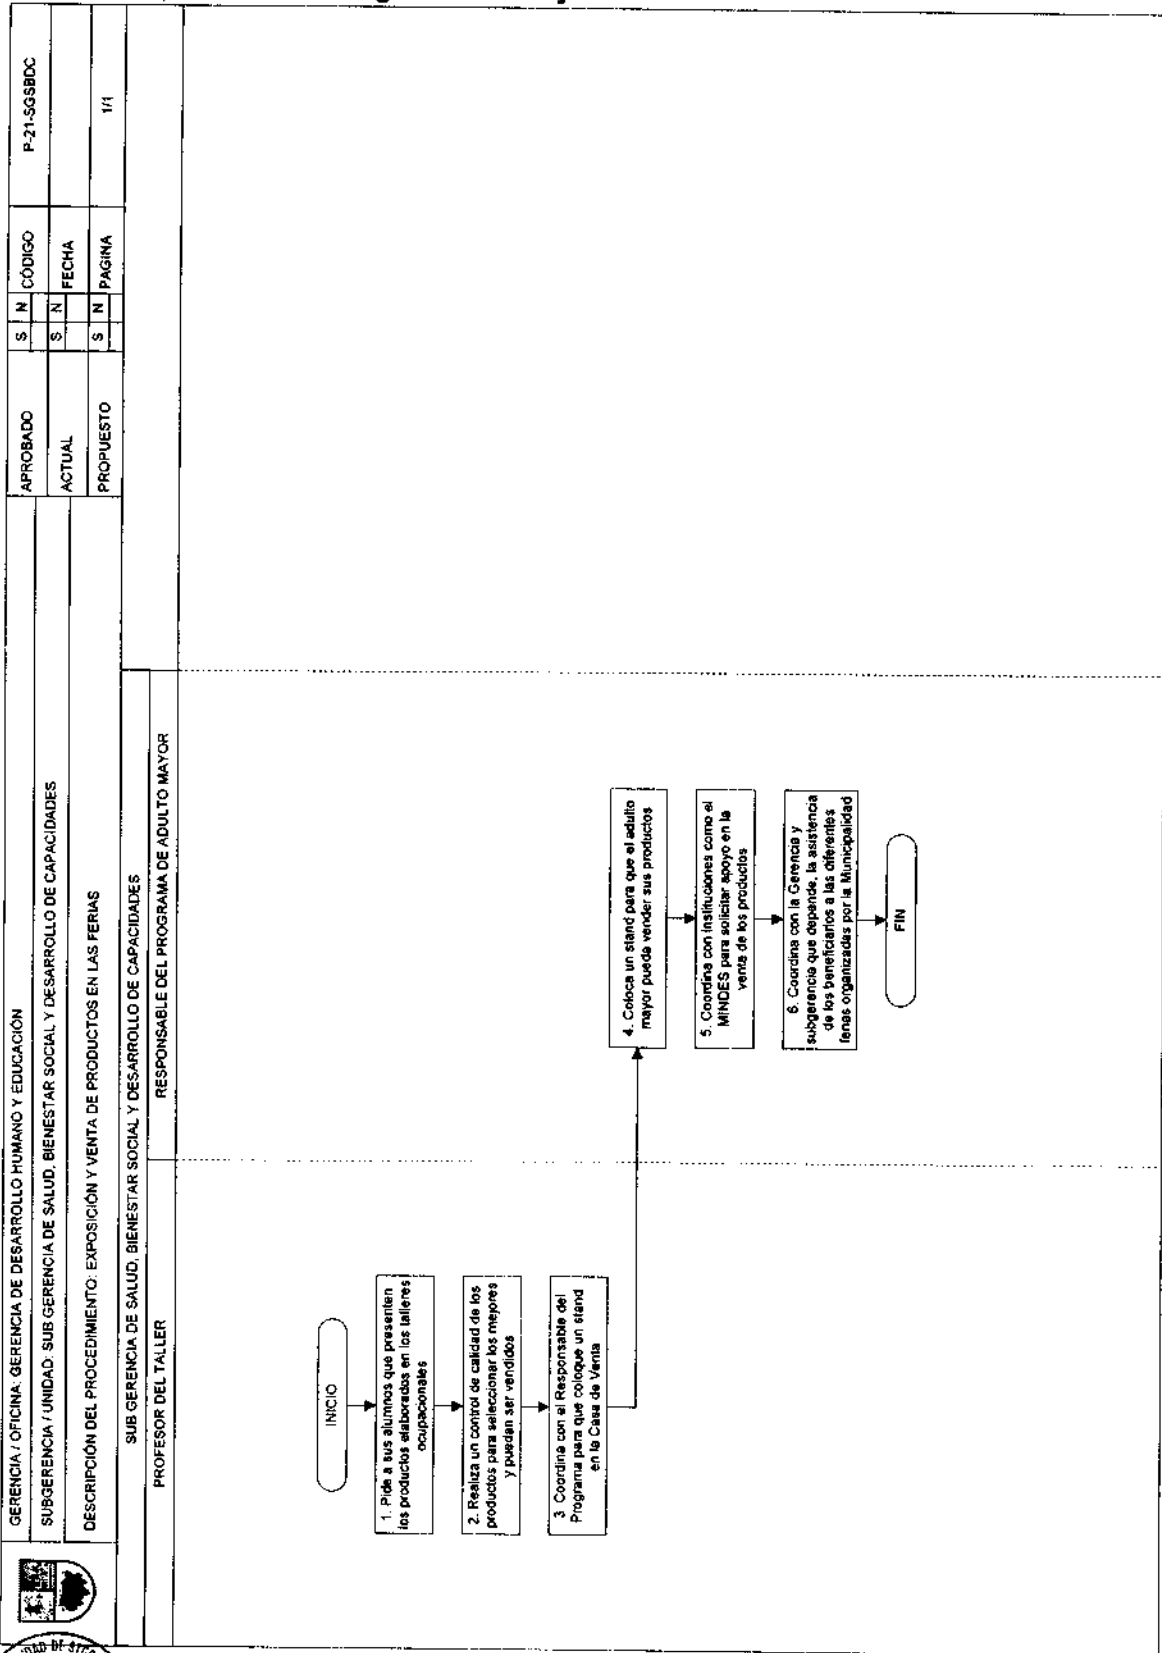 GERENCIA / OFICINA: GERENCIA DE DESARROLLO HUMANO Y EDUCACIÓN
APROBADO
S N
CÓDIGO
P-21-SGSBDC
SUBGERENCIA / UNIDAD: SUB GERENCIA DE SALUD, BIENESTAR SOCIAL Y DESARROLLO DE CAPACIDADES
ACTUAL
S N
FECHA
DESCRIPCIÓN DEL PROCEDIMIENTO: EXPOSICIÓN Y VENTA DE PRODUCTOS EN LAS FERIAS
PROPUESTO
S N
PAGINA
1/1
SUB GERENCIA DE SALUD, BIENESTAR SOCIAL Y DESARROLLO DE CAPACIDADES
PROFESOR DEL TALLER
RESPONSABLE DEL PROGRAMA DE ADULTO MAYOR
INICIO
1. Pide a sus alumnos que presenten
los productos elaborados en los talleres
ocupacionales
2. Realiza un control de calidad de los
productos para seleccionar los mejores
y puedan ser vendidos
3 Coordina con el Responsable del
Programa para que coloque un stand
en la Casa de Venta
4. Coloca un stand para que el adulto
mayor pueda vender sus productos
5. Coordina con Instituciones como el
MINDES para solicitar apoyo en la
venta de los productos
6. Coordina con la Gerencia y
subgerencia que depende, la asistencia
de los beneficiarios a las diferentes
ferias organizadas por la Municipalidad
FIN